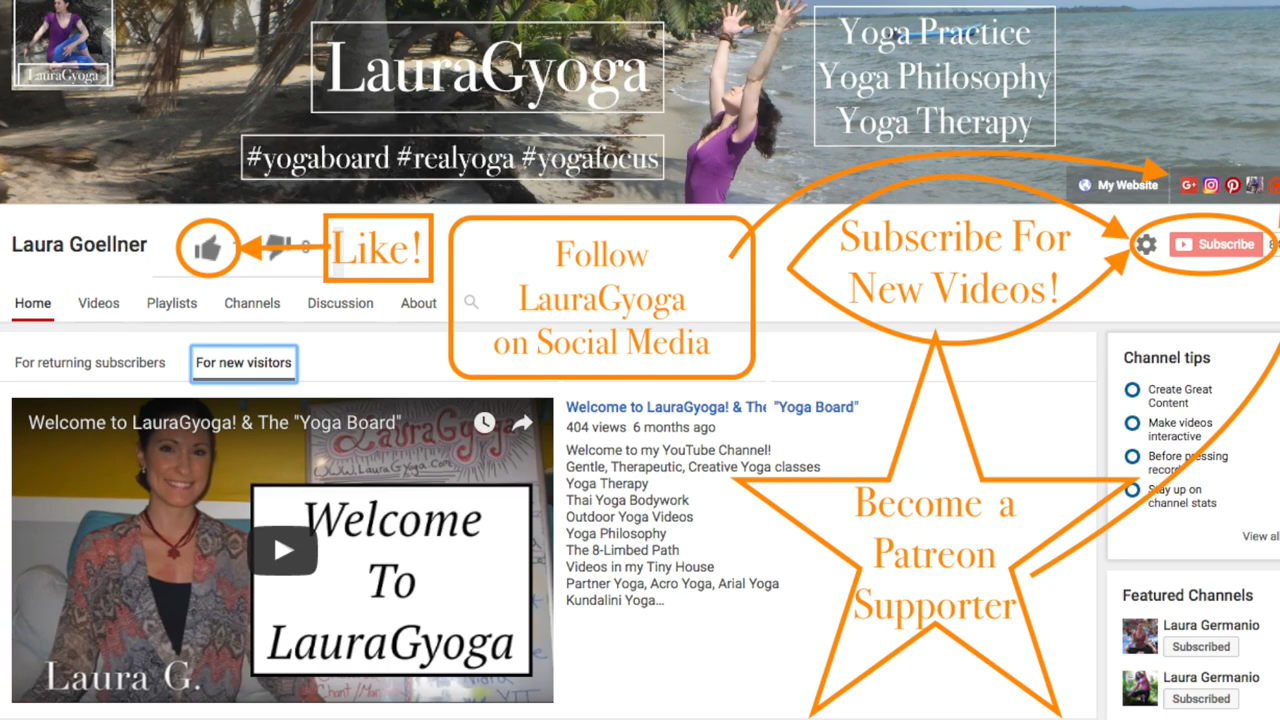 LauraGyoga
LauraGyoga
#yogaboard #realyoga #yogafocus
Yoga Practice
Yoga Philosophy
Yoga Therapy
My Website
Laura Goellner
Like!
Follow
LauraGyoga
on Social Media
Subscribe For
New Videos!
Subscribe
Home Videos Playlists Channels Discussion About
For returning subscribers For new visitors
Welcome to LauraGyoga! & The "Yoga Board"
LauraGyoga
www.LauraGyoga.com
Welcome
To
LauraGyoga
Laura G.
Welcome to LauraGyoga! & The "Yoga Board"
404 views 6 months ago
Welcome to my YouTube Channel!
Gentle, Therapeutic, Creative Yoga classes
Yoga Therapy
Thai Yoga Bodywork
Outdoor Yoga Videos
Yoga Philosophy
The 8-Limbed Path
Videos in my Tiny House
Partner Yoga, Acro Yoga, Arial Yoga
Kundalini Yoga...
Become a
Patreon
Supporter
Channel tips
Create Great
Content
Make videos
interactive
Before pressing
record
Stay up on
channel stats
View all
Featured Channels
Laura Germanio
Subscribed
Laura Germanio
Subscribed